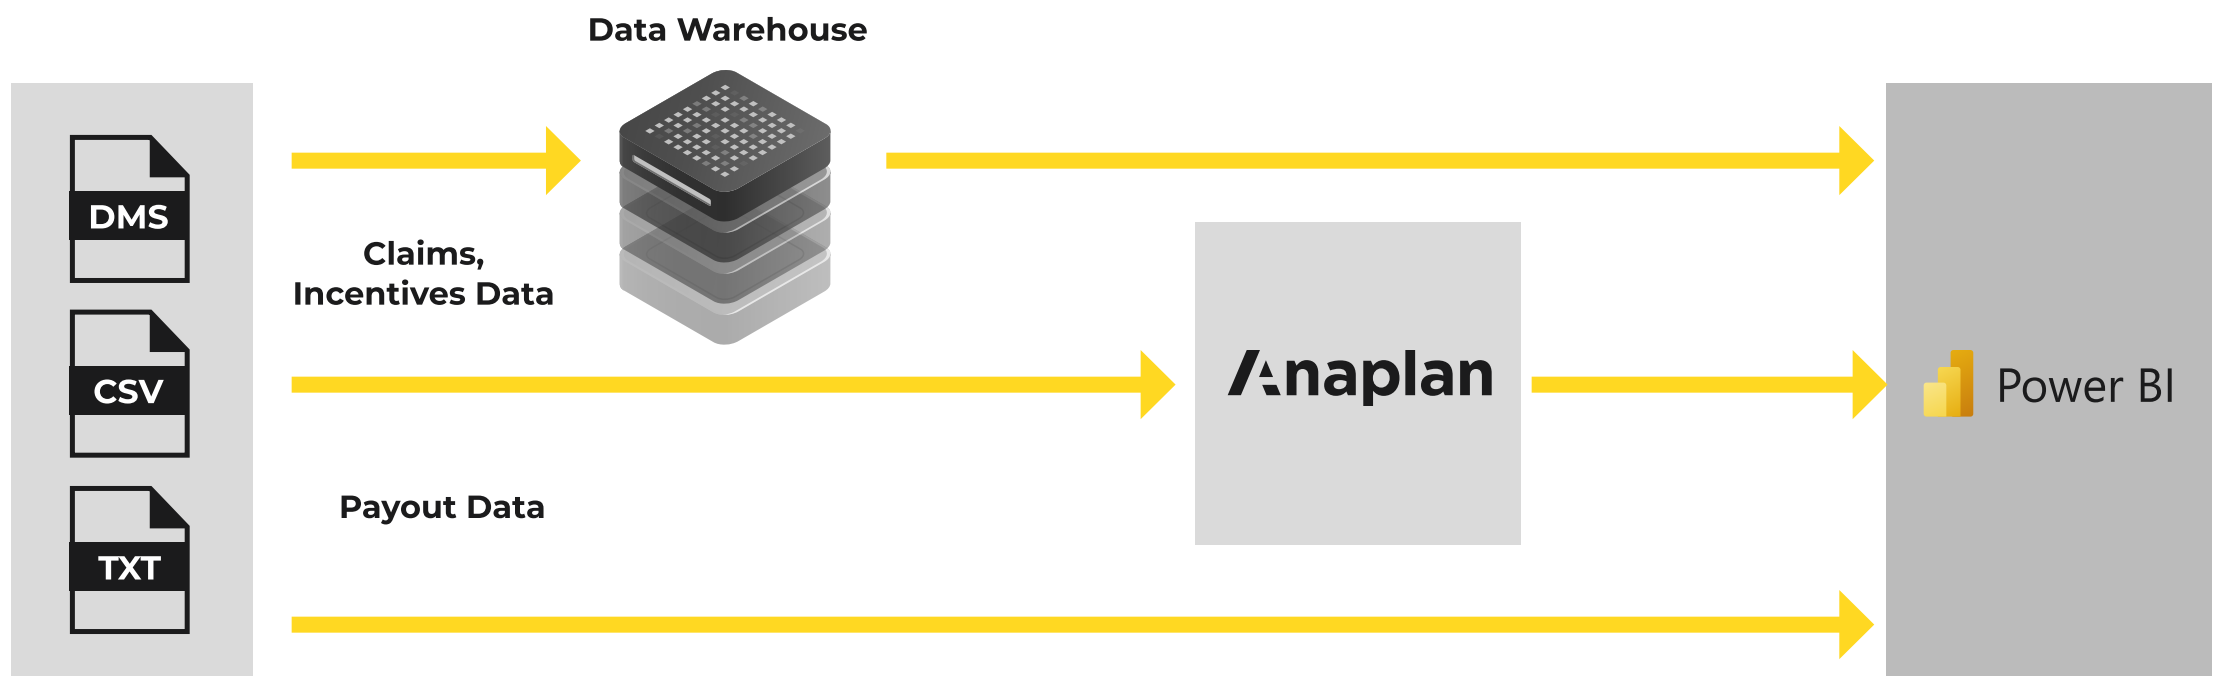 Data Warehouse
DMS
Claims,
Incentives Data
CSV
Anaplan
Power BI
Payout Data
TXT